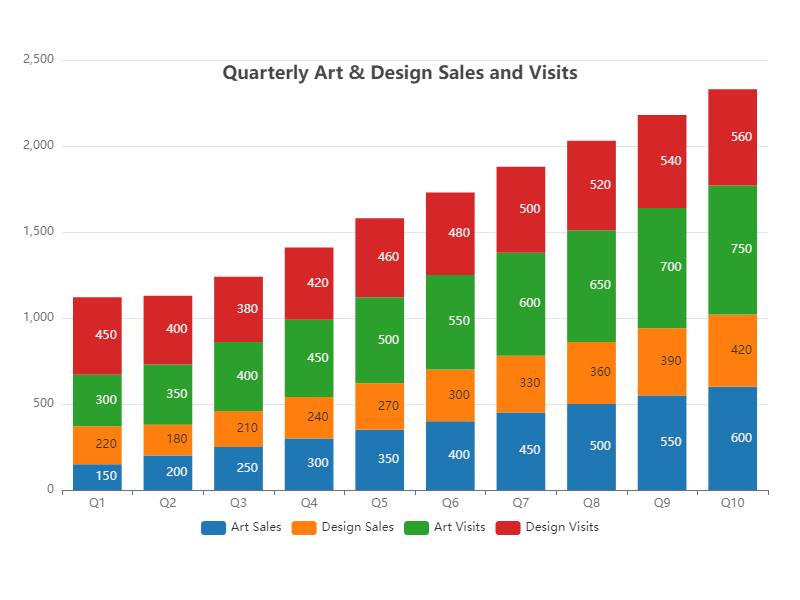 Quarterly Art & Design Sales and Visits
2,500
2,000
1,500
1,000
500
0
450 400 380 420 460 480 500 520 540 560
300 350 400 450 500 550 600 650 700 750
220 180 210 240 270 300 330 360 390 420
150 200 250 300 350 400 450 500 550 600
Q1 Q2 Q3 Q4 Q5 Q6 Q7 Q8 Q9 Q10
Art Sales Design Sales Art Visits Design Visits